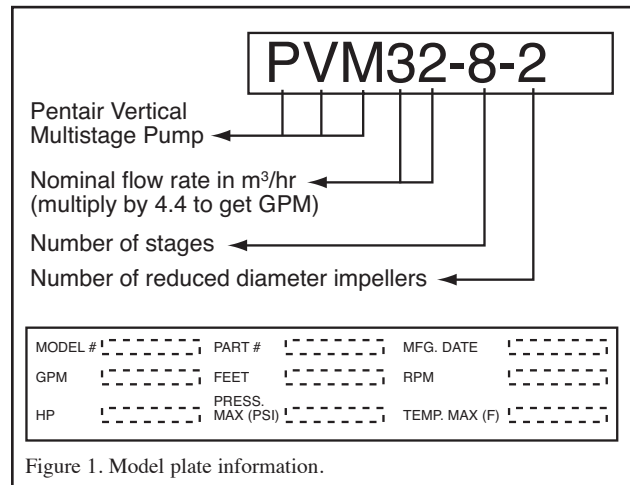 PVM32-8-2
Pentair Vertical
Multistage Pump
Nominal flow rate in m³/hr
(multiply by 4.4 to get GPM)
Number of stages
Number of reduced diameter impellers
MODEL # PART # MFG. DATE
GPM FEET RPM
HP PRESS.
MAX (PSI) TEMP. MAX (F)
Figure 1. Model plate information.